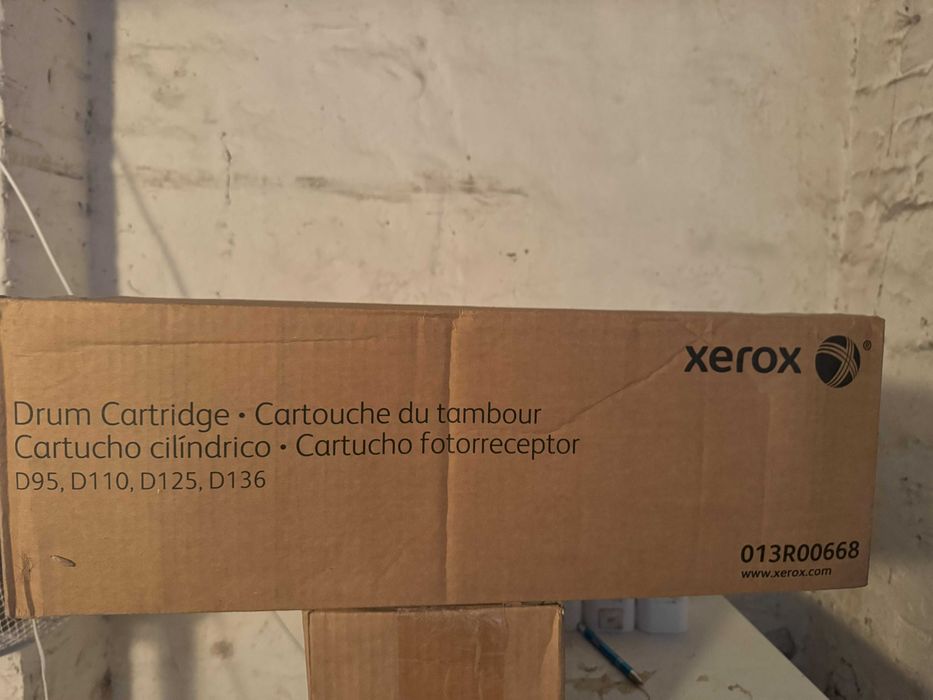 xerox ®
Drum Cartridge • Cartouche du tambour
Cartucho cilíndrico • Cartucho fotorreceptor
D95, D110, D125, D136
013R00668
www.xerox.com